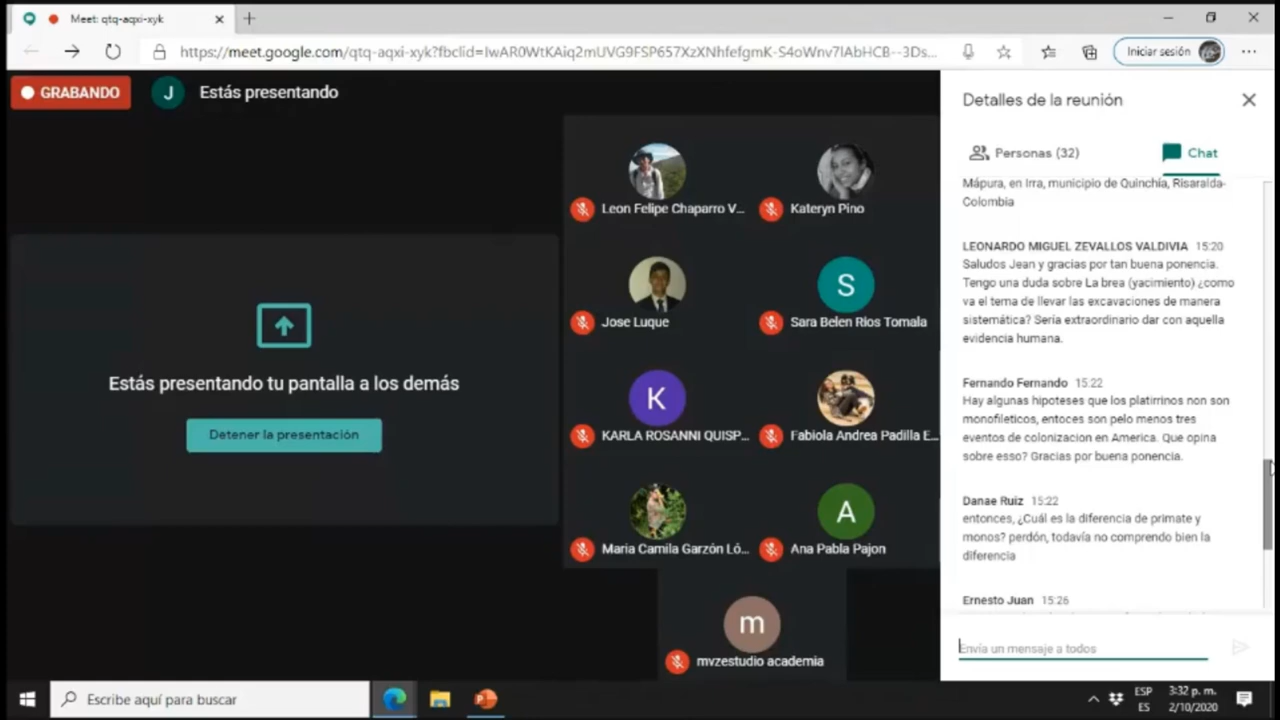 Meet: qtq-aqxi-xyk
https://meet.google.com/qtq-aqxi-xyk?fbclid=IwAR0WtKAiq2mUVG9FSP657XzXNhfefgmK-S4oWnv7IAbHCB--3Ds...
Iniciar sesión
GRABANDO
J
Estás presentando
Estás presentando tu pantalla a los demás
Detener la presentación
Leon Felipe Chaparro V...
Kateryn Pino
Jose Luque
S
Sara Belen Rios Tomala
K
KARLA ROSANNI QUISP...
Fabiola Andrea Padilla E...
Maria Camila Garzón Ló...
A
Ana Pabla Pajon
m
mvzestudio academia
Detalles de la reunión
Personas (32)
Chat
Mápura, en Irra, municipio de Quinchía, Risaralda-
Colombia
LEONARDO MIGUEL ZEVALLOS VALDIVIA 15:20
Saludos Jean y gracias por tan buena ponencia.
Tengo una duda sobre La brea (yacimiento) ¿como
va el tema de llevar las excavaciones de manera
sistemática? Sería extraordinario dar con aquella
evidencia humana.
Fernando Fernando 15:22
Hay algunas hipoteses que los platirrinos non son
monofileticos, entoces son pelo menos tres
eventos de colonizacion en America. Que opina
sobre esso? Gracias por buena ponencia.
Danae Ruiz 15:22
entonces, ¿Cuál es la diferencia de primate y
monos? perdón, todavía no comprendo bien la
diferencia
Ernesto Juan 15:26
Envía un mensaje a todos
Escribe aquí para buscar
ESP
ES
3:32 p. m.
2/10/2020